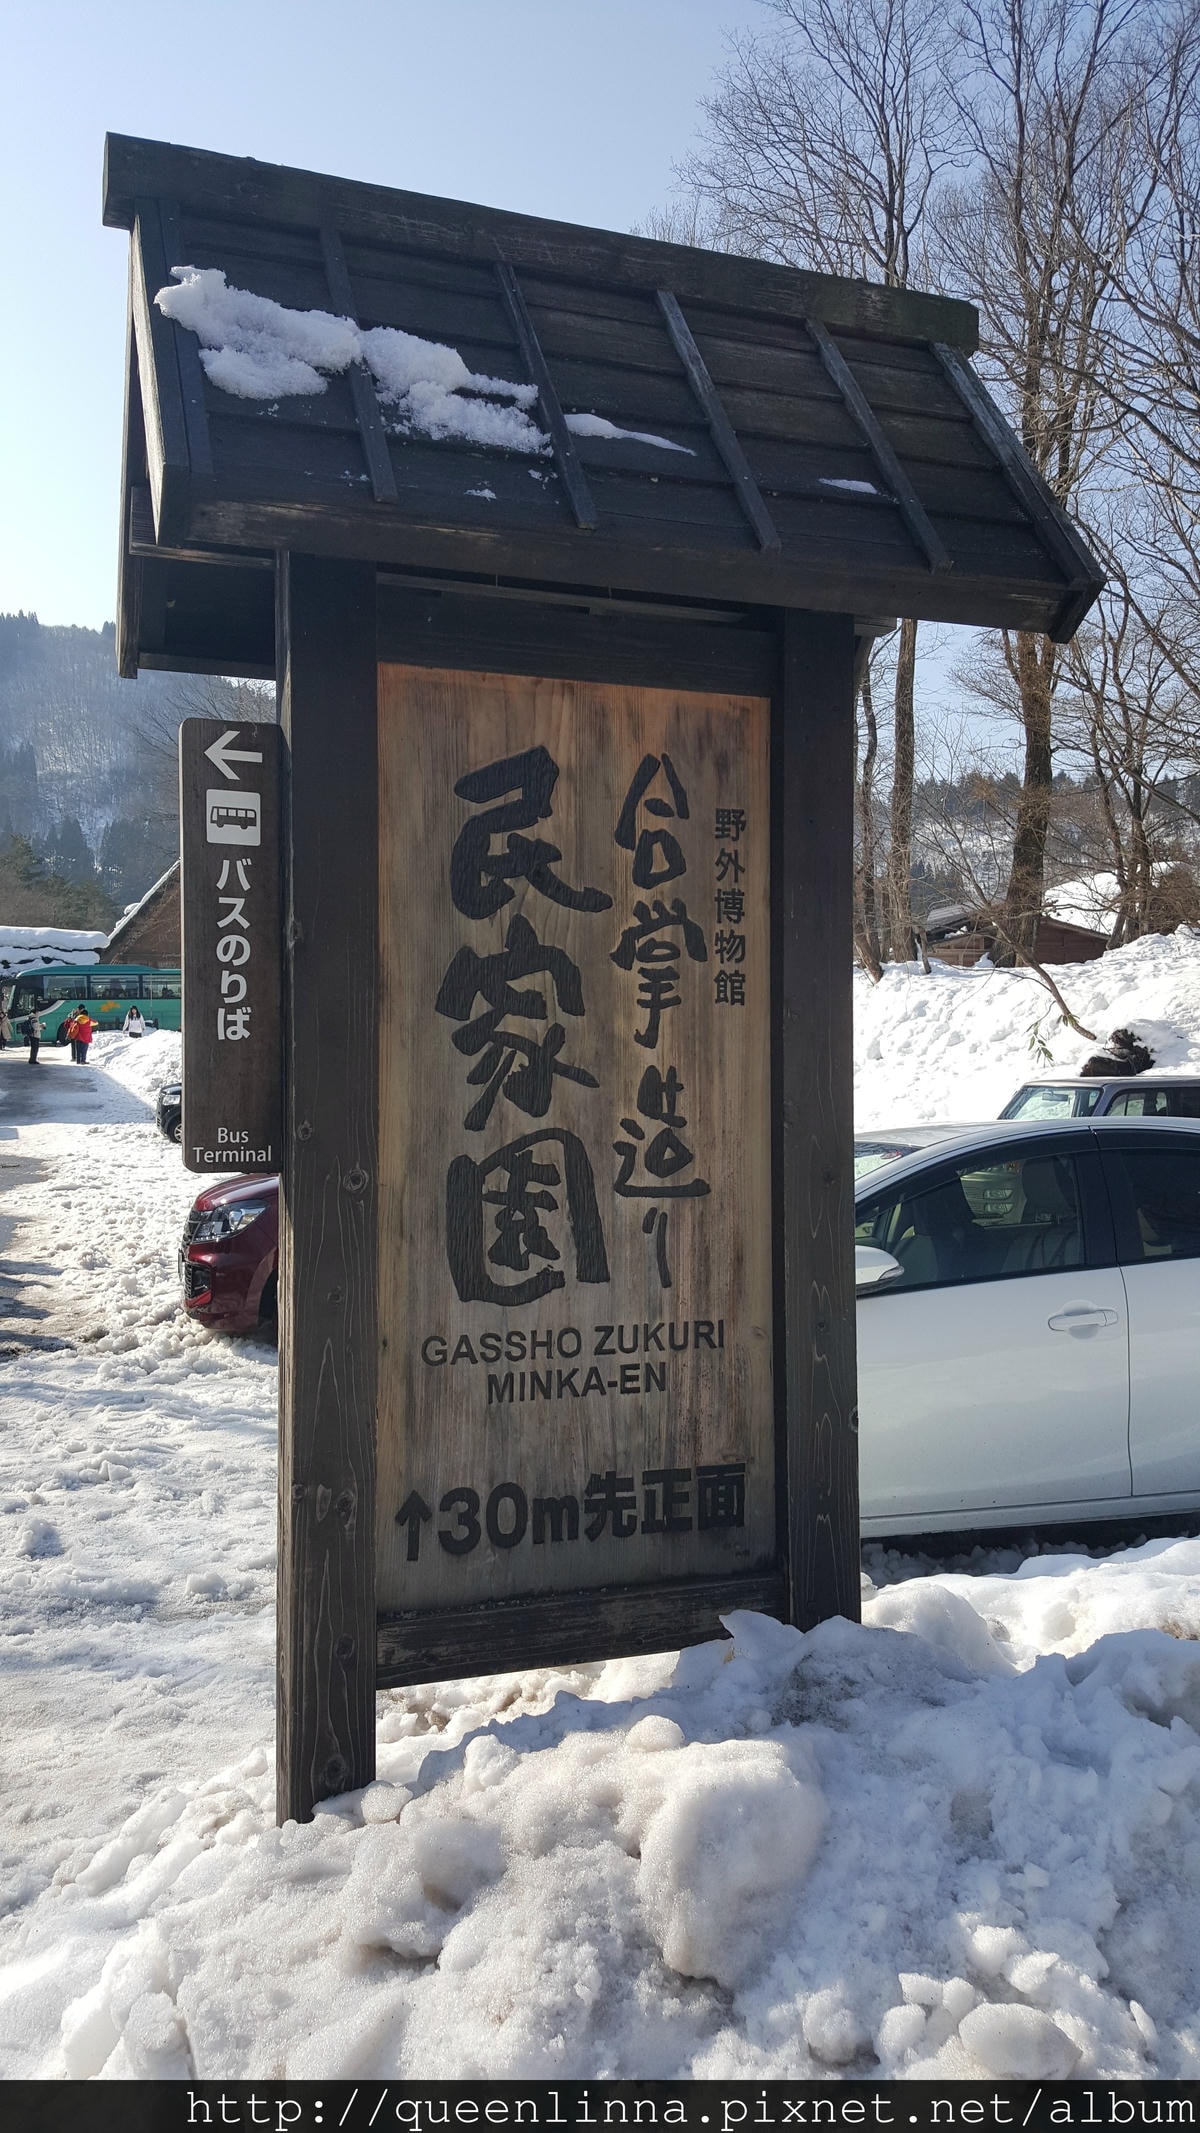 野外博物館
合掌造り
民家園
GASSHO ZUKURI
MINKA-EN
↑30m先正面
←
バスのりば
Bus
Terminal
http://queenlinna.pixnet.net/album